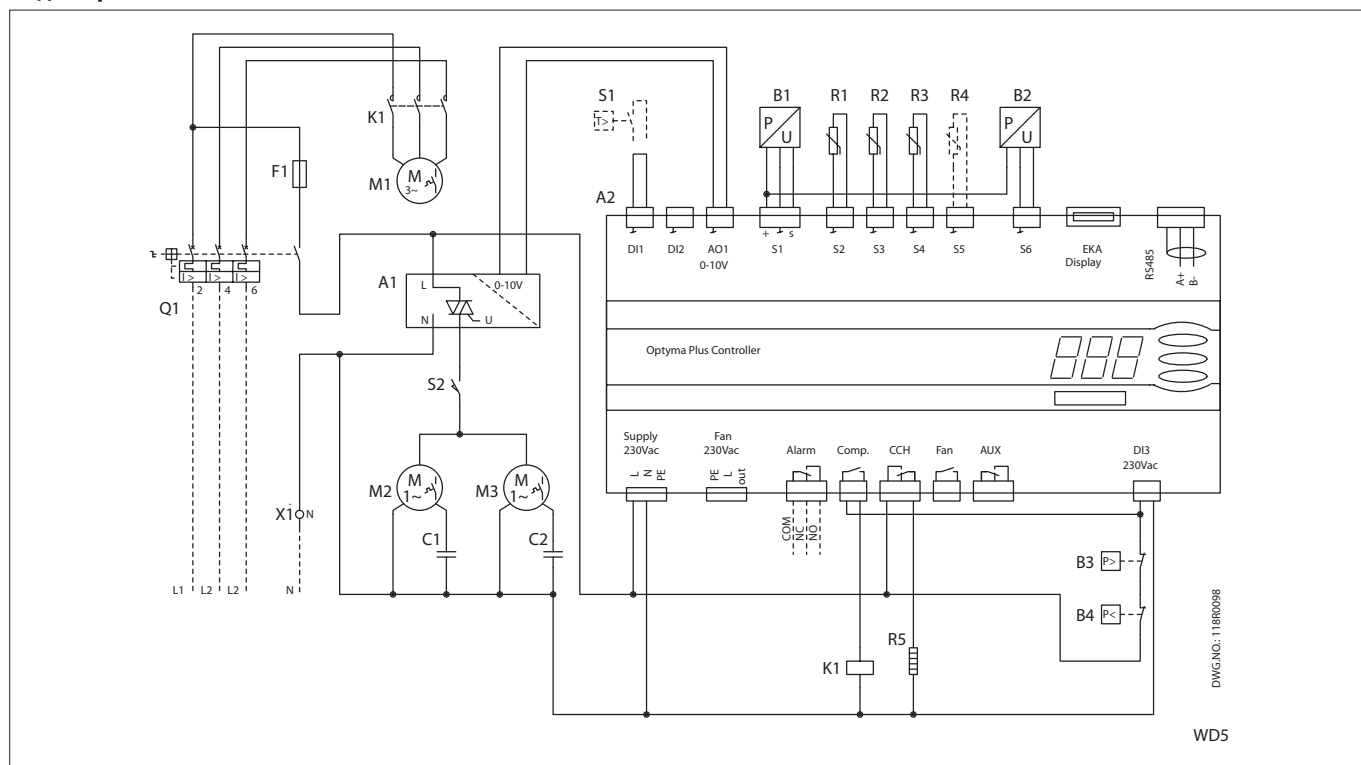 K1
M
3~
M1
F1
2
4
6
Q1
A1
L
0-10V
N
U
S2
M
1~
M2
M
1~
M3
C1
C2
X1
N
L1
L2
L2
N
S1
T>
B1
P
U
R1
R2
R3
R4
B2
P
U
A2
+
s
DI1
DI2
AO1
0-10V
S1
S2
S3
S4
S5
S6
EKA
Display
RS485
A+
B-
Optyma Plus Controller
Supply
230Vac
L
N
PE
Fan
230Vac
PE
L
out
Alarm
COM
NC
NO
Comp.
CCH
Fan
AUX
DI3
230Vac
B3
P>
B4
P<
K1
R5
DWG.NO.: 118R0098
WD5